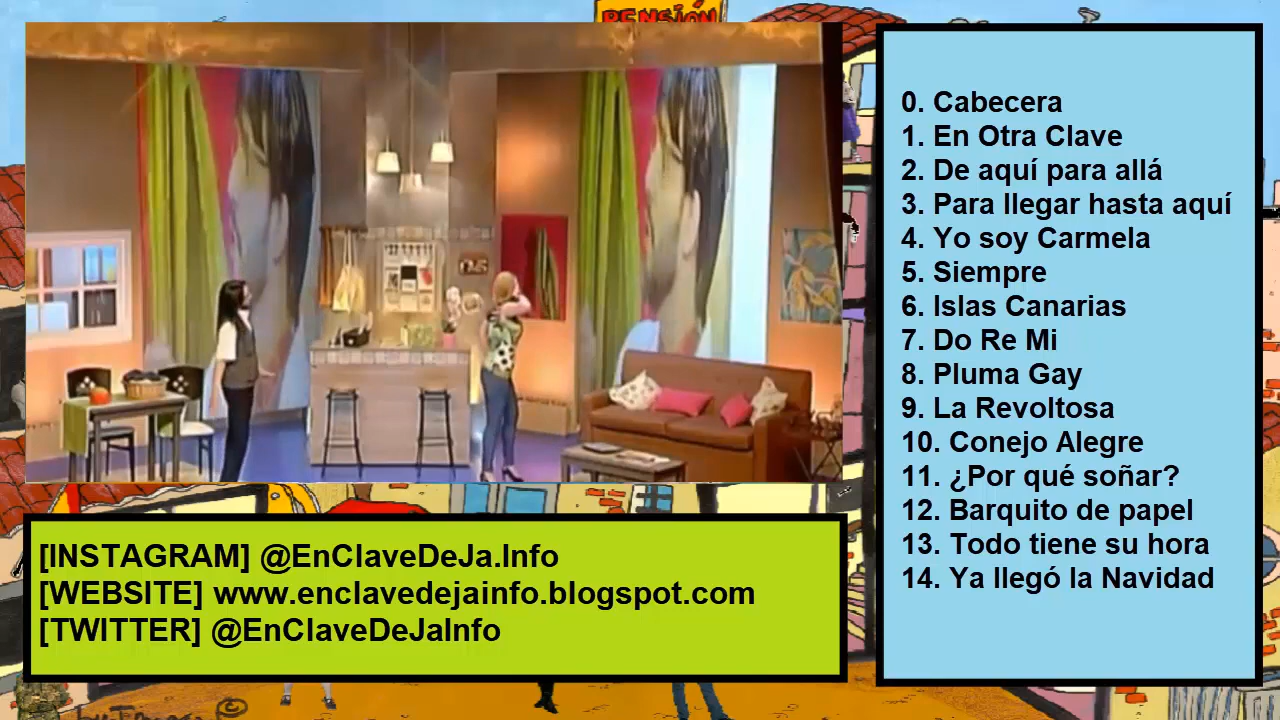 PENSIÓN
0. Cabecera
1. En Otra Clave
2. De aquí para allá
3. Para llegar hasta aquí
4. Yo soy Carmela
5. Siempre
6. Islas Canarias
7. Do Re Mi
8. Pluma Gay
9. La Revoltosa
10. Conejo Alegre
11. ¿Por qué soñar?
12. Barquito de papel
13. Todo tiene su hora
14. Ya llegó la Navidad
[INSTAGRAM] @EnClaveDeJa.Info
[WEBSITE] www.enclavedejainfo.blogspot.com
[TWITTER] @EnClaveDeJaInfo
©